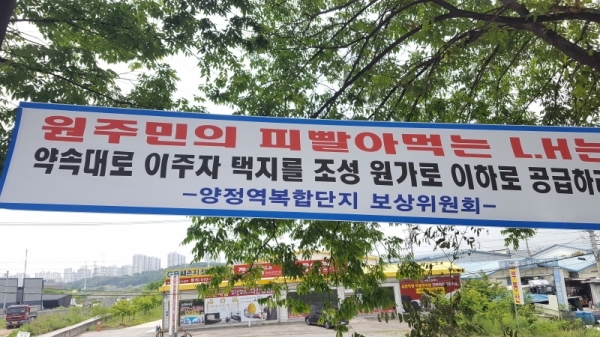 원주민의 피빨아먹는 L.H는
약속대로 이주자 택지를 조성 원가로 이하로 공급하라
-양정역복합단지 보상위원회-